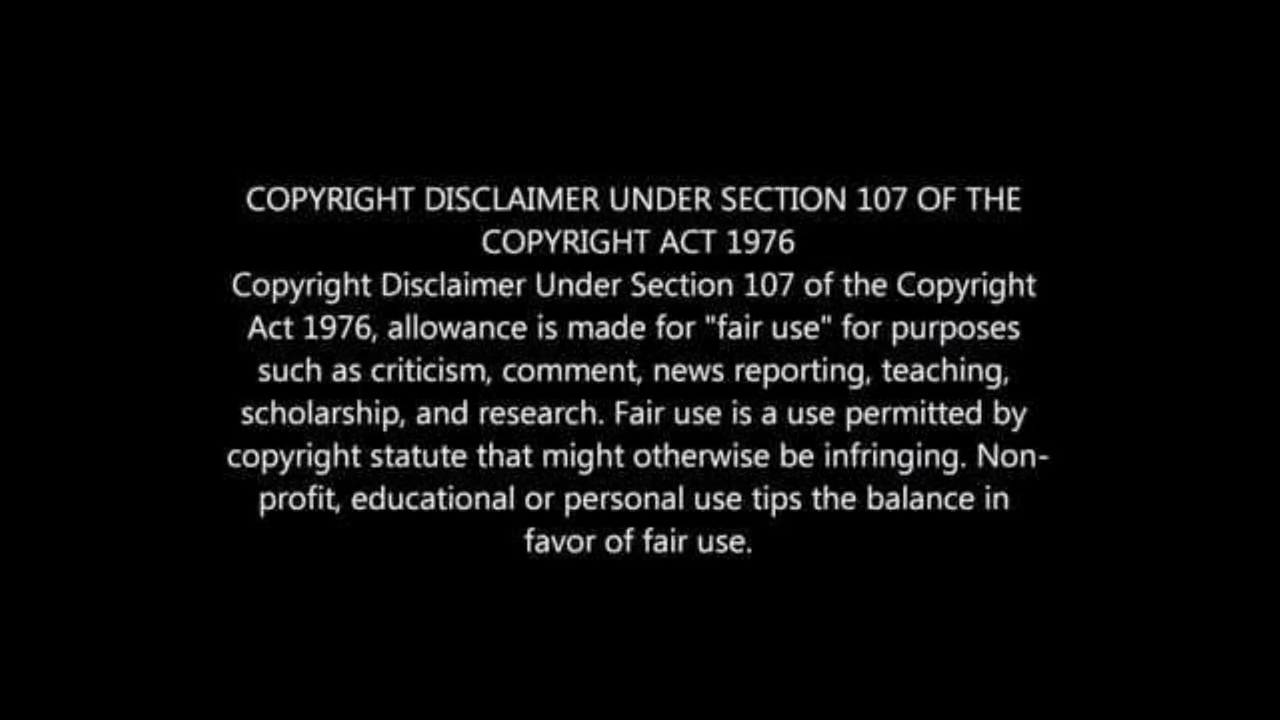 COPYRIGHT DISCLAIMER UNDER SECTION 107 OF THE
COPYRIGHT ACT 1976
Copyright Disclaimer Under Section 107 of the Copyright
Act 1976, allowance is made for "fair use" for purposes
such as criticism, comment, news reporting, teaching,
scholarship, and research. Fair use is a use permitted by
copyright statute that might otherwise be infringing. Non-
profit, educational or personal use tips the balance in
favor of fair use.